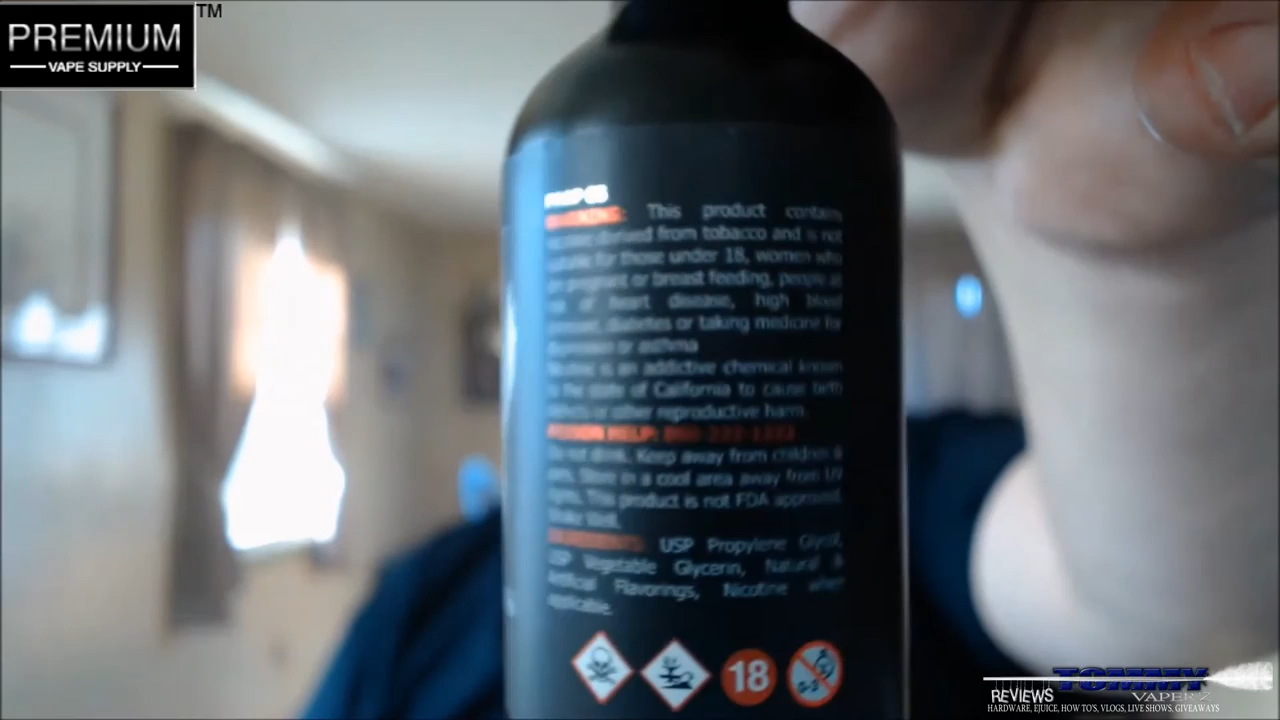 PREMIUM
VAPE SUPPLY
TM
WARNING: This product contains
derived from tobacco and is not
suitable for those under 18, women who
are pregnant or breast feeding, people at
risk of heart disease, high blood
pressure, diabetes or taking medicine for
depression or asthma
Nicotine is an addictive chemical known
to the state of California to cause birth
defects or other reproductive harm.
POISON HELP:
Do not drink. Keep away from children &
pets. Store in a cool area away from UV
lights. This product is not FDA approved.
Shake Well.
INGREDIENTS: USP Propylene Glycol,
USP Vegetable Glycerin, Natural &
Artificial Flavorings, Nicotine when
applicable.
18
0-3
TOMMY
REVIEWS VAPERZ
HARDWARE, EJUICE, HOW TO'S, VLOGS, LIVE SHOWS, GIVEAWAYS